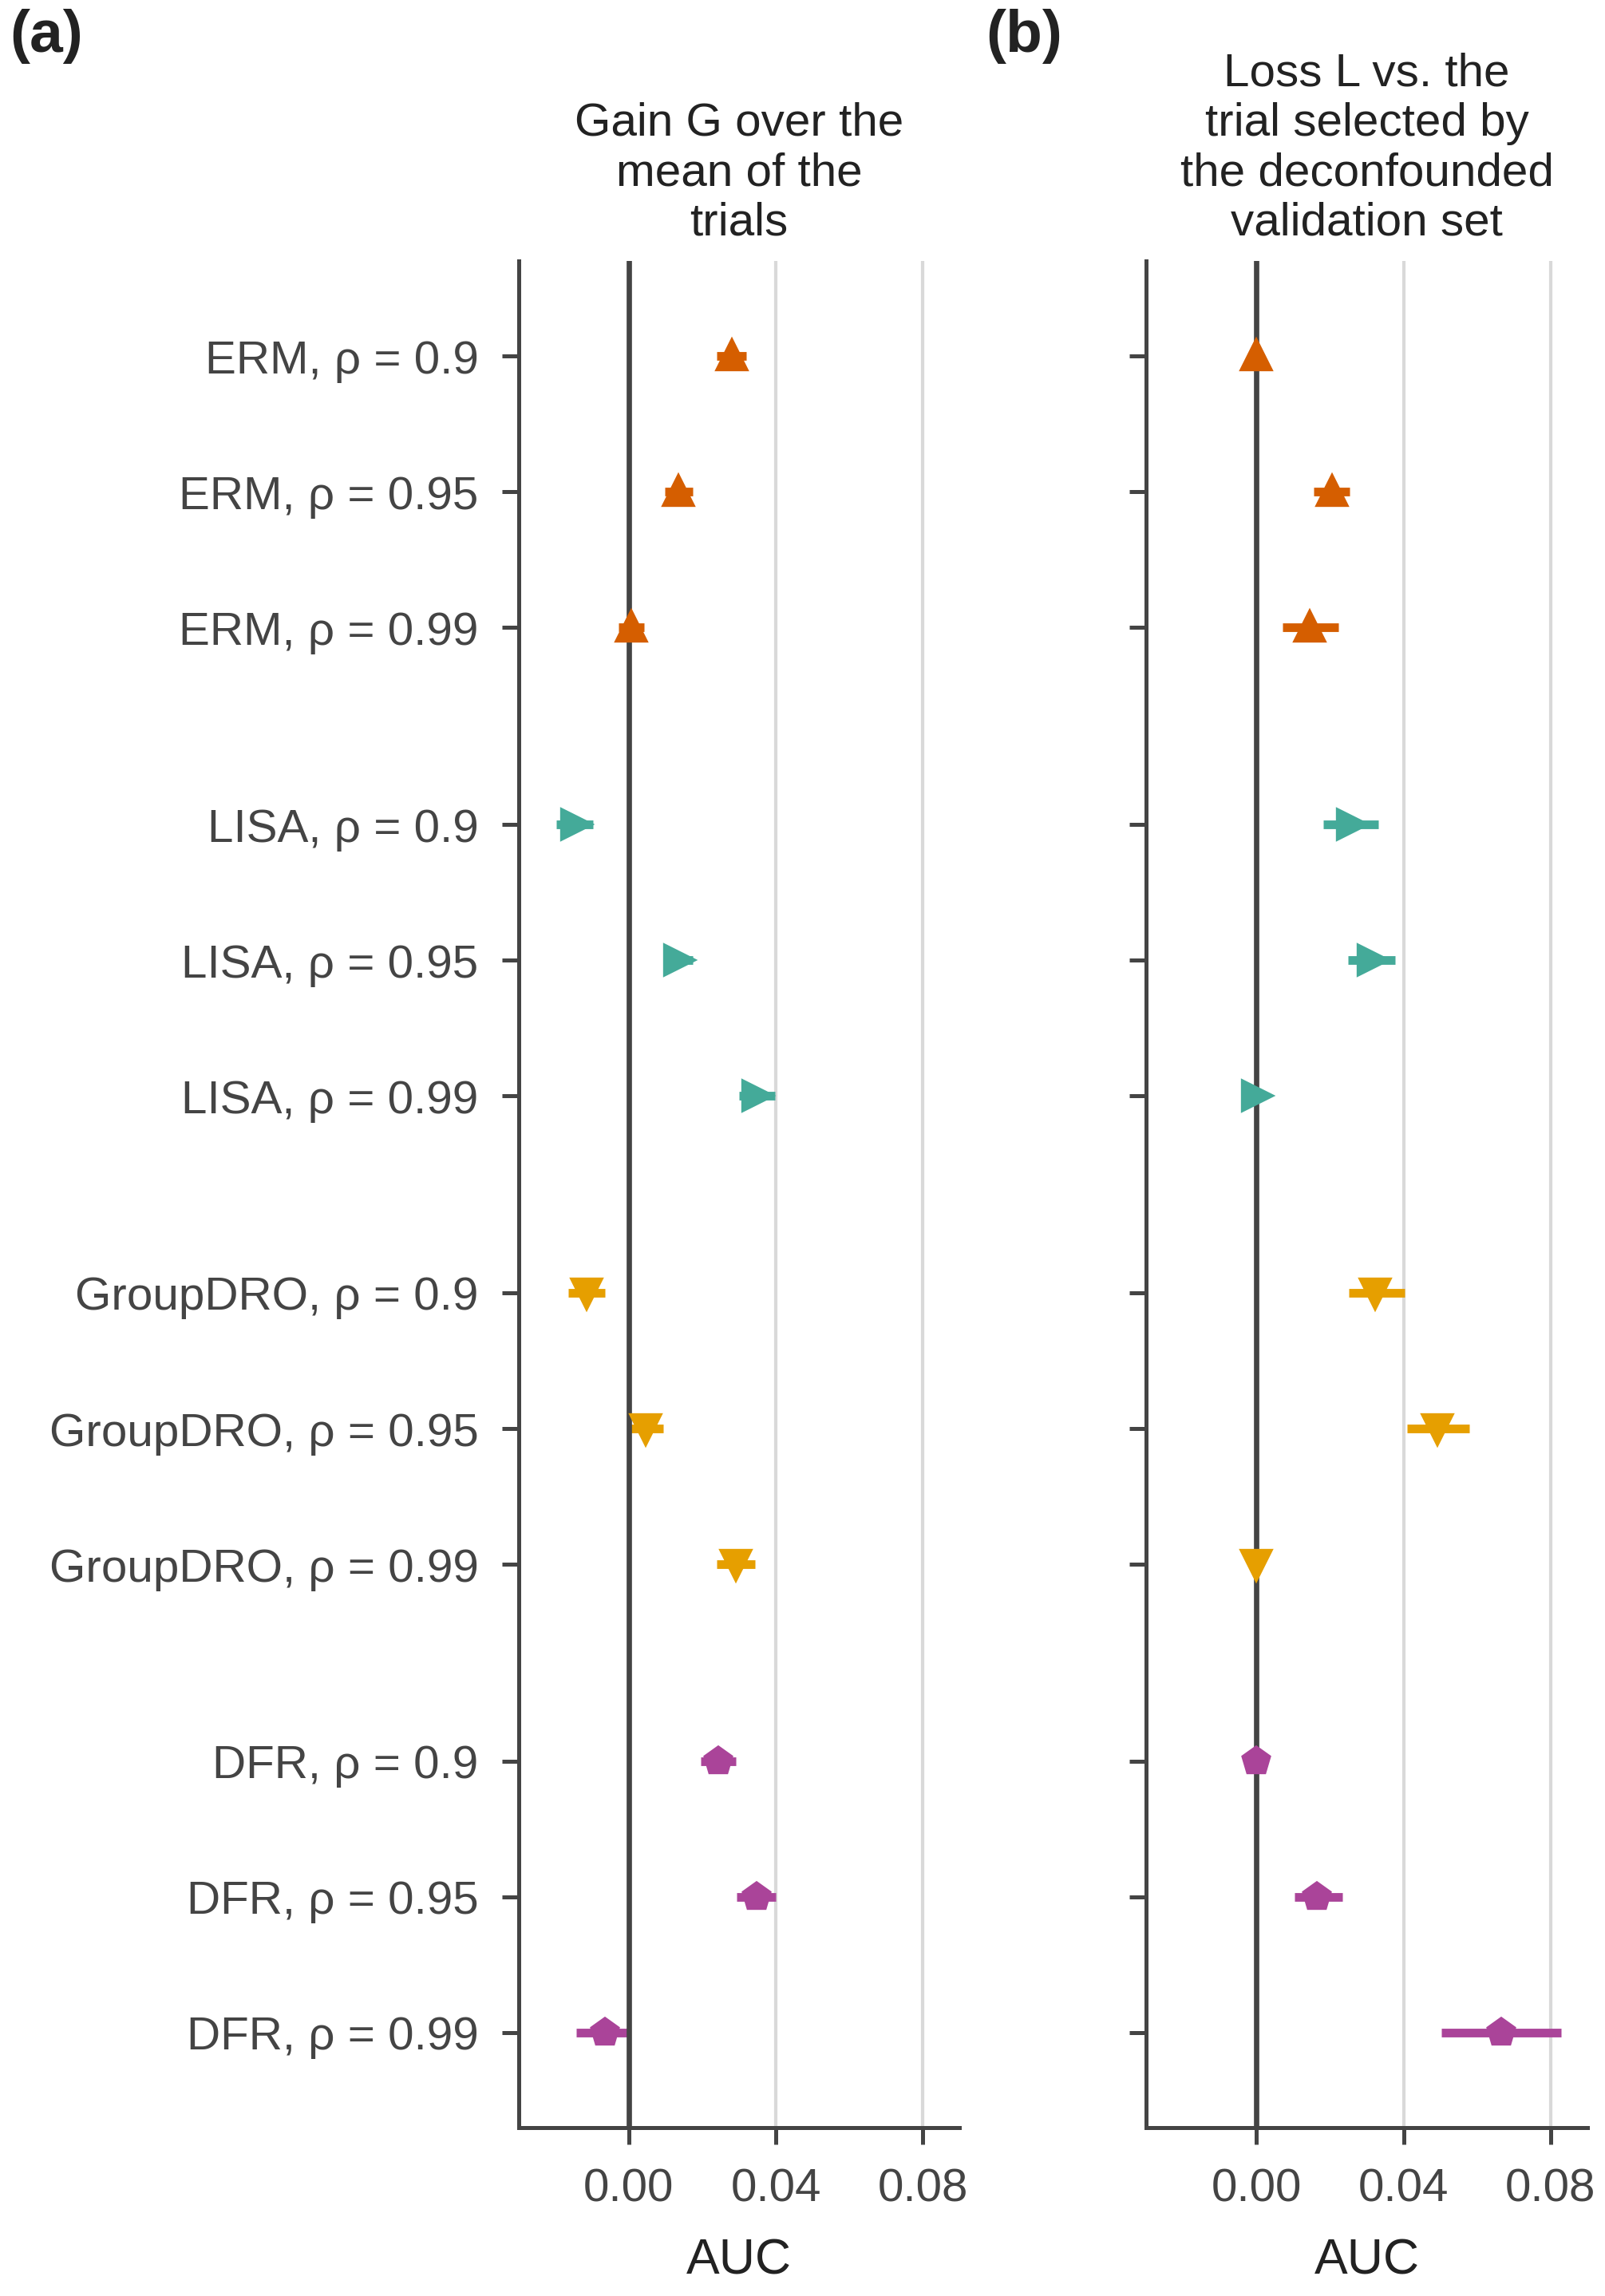 (a)
Gain G over the
mean of the
trials
(b)
Loss L vs. the
trial selected by
the deconfounded
validation set
ERM, ρ = 0.9
ERM, ρ = 0.95
ERM, ρ = 0.99
LISA, ρ = 0.9
LISA, ρ = 0.95
LISA, ρ = 0.99
GroupDRO, ρ = 0.9
GroupDRO, ρ = 0.95
GroupDRO, ρ = 0.99
DFR, ρ = 0.9
DFR, ρ = 0.95
DFR, ρ = 0.99
0.00 0.04 0.08
AUC
0.00 0.04 0.08
AUC